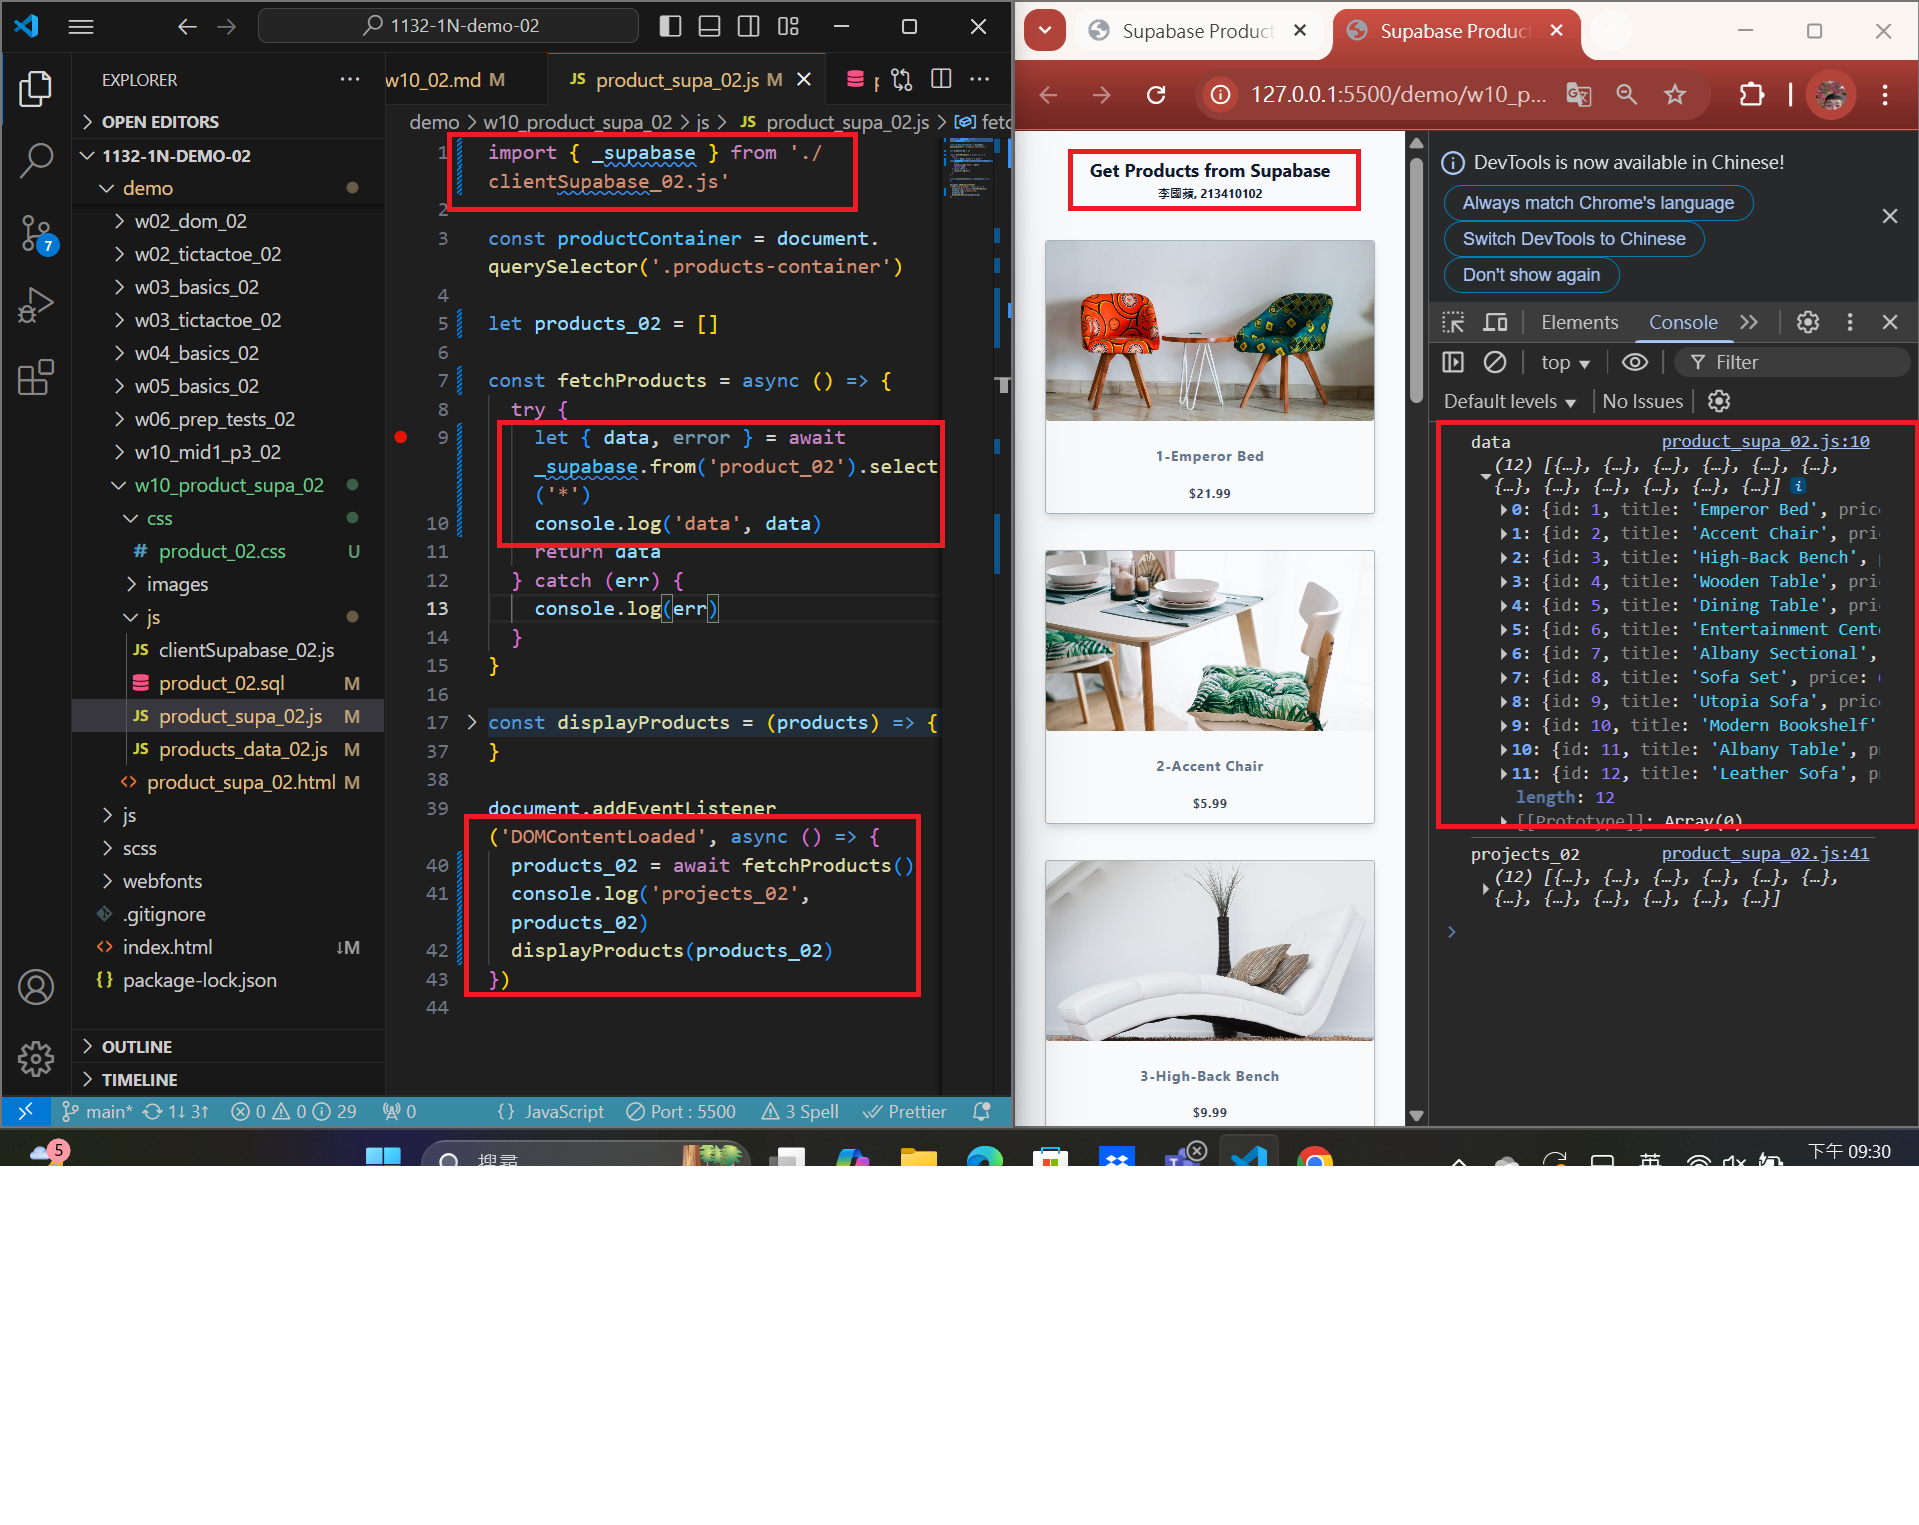 1132-1N-demo-02
EXPLORER
OPEN EDITORS
1132-1N-DEMO-02
demo
w02_dom_02
w02_tictactoe_02
w03_basics_02
w03_tictactoe_02
w04_basics_02
w05_basics_02
w06_prep_tests_02
w10_mid1_p3_02
w10_product_supa_02
css
# product_02.css U
images
js
JS clientSupabase_02.js
product_02.sql M
JS product_supa_02.js M
JS products_data_02.js M
<> product_supa_02.html M
js
scss
webfonts
.gitignore
<> index.html ↓M
{} package-lock.json
OUTLINE
TIMELINE
7
w10_02.md M
JS product_supa_02.js M
demo > w10_product_supa_02 > js > JS product_supa_02.js > fetc
1 import { _supabase } from './
clientSupabase_02.js'
2
3 const productContainer = document.
querySelector('.products-container')
4
5 let products_02 = []
6
7 const fetchProducts = async () => {
8 try {
9 let { data, error } = await
_supabase.from('product_02').select
('*')
10 console.log('data', data)
11 return data
12 } catch (err) {
13 console.log(err)
14 }
15 }
16
17 const displayProducts = (products) => {
37 }
38
39 document.addEventListener
('DOMContentLoaded', async () => {
40 products_02 = await fetchProducts()
41 console.log('projects_02',
products_02)
42 displayProducts(products_02)
43 })
44
main* 1↓ 3↑ 0 0 29 0 {} JavaScript Port : 5500 3 Spell Prettier
Supabase Product
Supabase Produc
127.0.0.1:5500/demo/w10_p...
Get Products from Supabase
李國蘋, 213410102
1-Emperor Bed
$21.99
2-Accent Chair
$5.99
3-High-Back Bench
$9.99
DevTools is now available in Chinese!
Always match Chrome's language
Switch DevTools to Chinese
Don't show again
Elements Console
top Filter
Default levels No Issues
data product_supa_02.js:10
(12) [{…}, {…}, {…}, {…}, {…}, {…},
{…}, {…}, {…}, {…}, {…}, {…}]
0: {id: 1, title: 'Emperor Bed', price
1: {id: 2, title: 'Accent Chair', pri
2: {id: 3, title: 'High-Back Bench',
3: {id: 4, title: 'Wooden Table', pri
4: {id: 5, title: 'Dining Table', pri
5: {id: 6, title: 'Entertainment Cent
6: {id: 7, title: 'Albany Sectional',
7: {id: 8, title: 'Sofa Set', price:
8: {id: 9, title: 'Utopia Sofa', pric
9: {id: 10, title: 'Modern Bookshelf'
10: {id: 11, title: 'Albany Table', p
11: {id: 12, title: 'Leather Sofa', p
length: 12
[[Prototype]]: Array(0)
projects_02 product_supa_02.js:41
(12) [{…}, {…}, {…}, {…}, {…}, {…},
{…}, {…}, {…}, {…}, {…}, {…}]
5
搜尋
英
下午 09:30